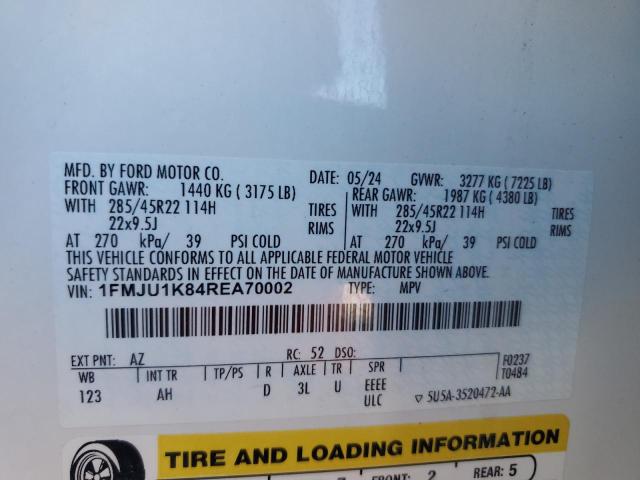 MFD. BY FORD MOTOR CO. DATE: 05/24 GVWR: 3277 KG ( 7225 LB)
FRONT GAWR: 1440 KG ( 3175 LB) REAR GAWR: 1987 KG ( 4380 LB)
WITH 285/45R22 114H TIRES WITH 285/45R22 114H TIRES
22x9.5J RIMS 22x9.5J RIMS
AT 270 kPa/ 39 PSI COLD AT 270 kPa/ 39 PSI COLD
THIS VEHICLE CONFORMS TO ALL APPLICABLE FEDERAL MOTOR VEHICLE
SAFETY STANDARDS IN EFFECT ON THE DATE OF MANUFACTURE SHOWN ABOVE.
VIN: 1FMJU1K84REA70002 TYPE: MPV
EXT PNT: AZ RC: 52 DSO: F0237
WB INT TR TP/PS R AXLE TR SPR T0484
123 AH D 3L U EEEE
ULC ▽ 5U5A-3520472-AA
TIRE AND LOADING INFORMATION
FRONT: 2 REAR: 5